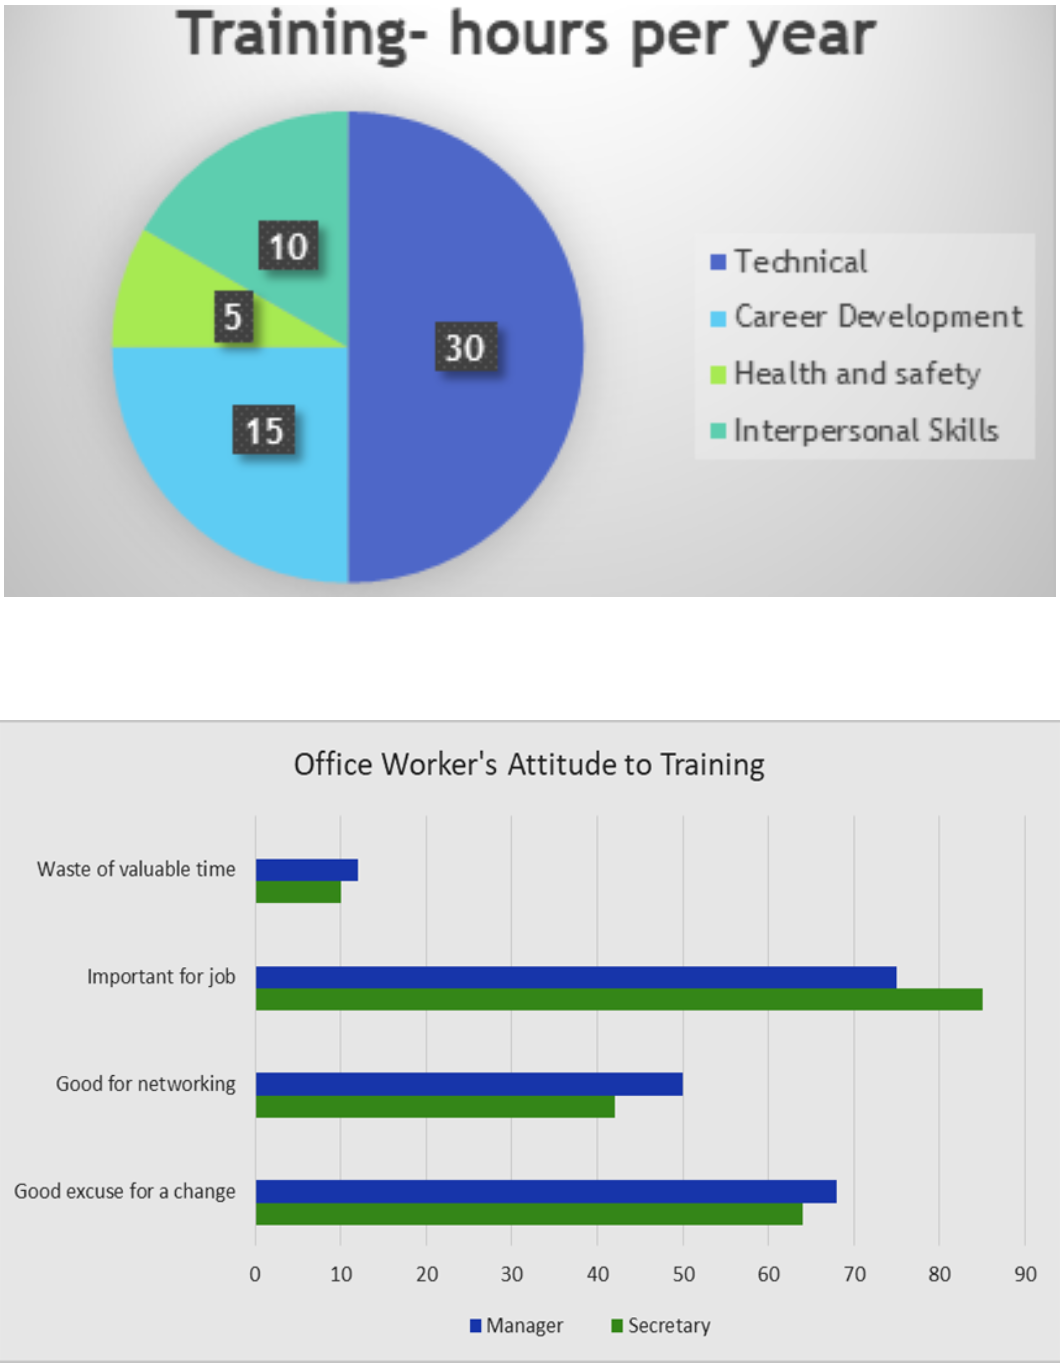 Training- hours per year
10
5
30
15
Technical
Career Development
Health and safety
Interpersonal Skills
Office Worker's Attitude to Training
Waste of valuable time
Important for job
Good for networking
Good excuse for a change
0 10 20 30 40 50 60 70 80 90
Manager Secretary